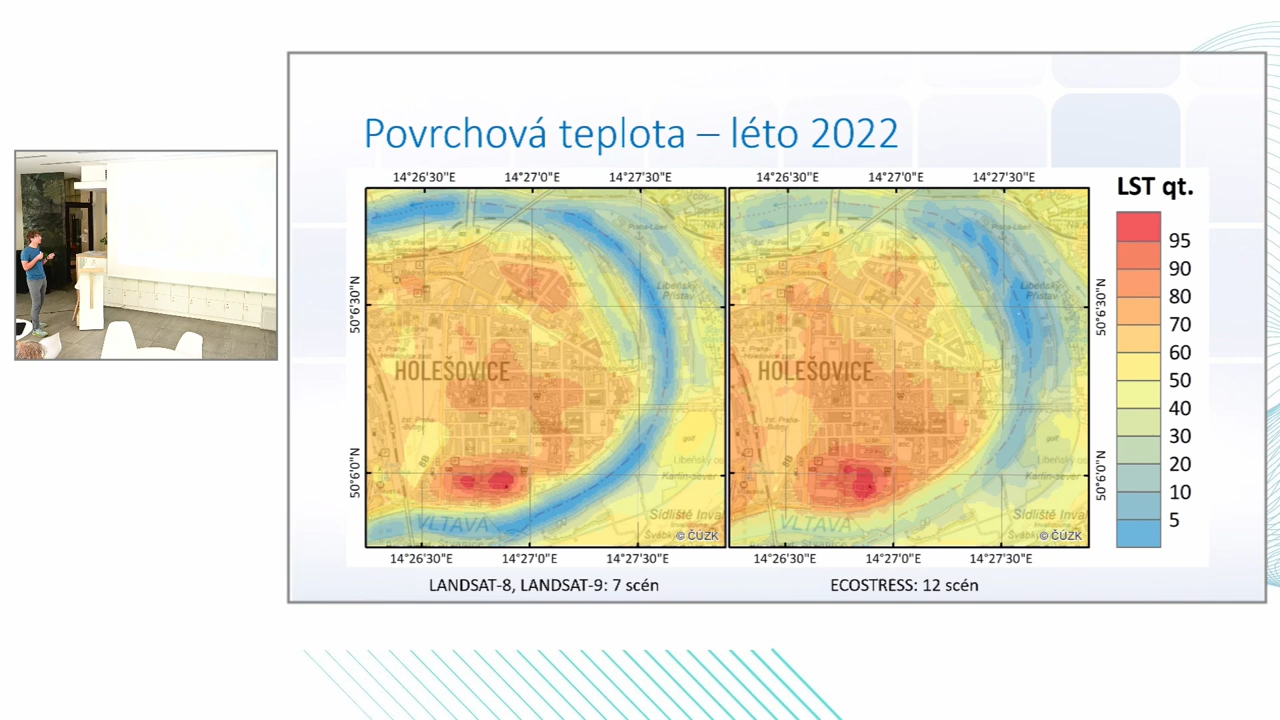 Povrchová teplota – léto 2022
14°26'30"E 14°27'0"E 14°27'30"E
14°26'30"E 14°27'0"E 14°27'30"E
LST qt.
95
90
80
70
60
50
40
30
20
10
5
50°6'30"N
50°6'0"N
Libeňský
Přístav
HOLEŠOVICE
golf
VLTAVA
Sídliště Inva
© ČÚZK
Libeňský
Přístav
HOLEŠOVICE
golf
VLTAVA
Sídliště Inva
© ČÚZK
50°6'30"N
50°6'0"N
14°26'30"E 14°27'0"E 14°27'30"E
14°26'30"E 14°27'0"E 14°27'30"E
LANDSAT-8, LANDSAT-9: 7 scén
ECOSTRESS: 12 scén